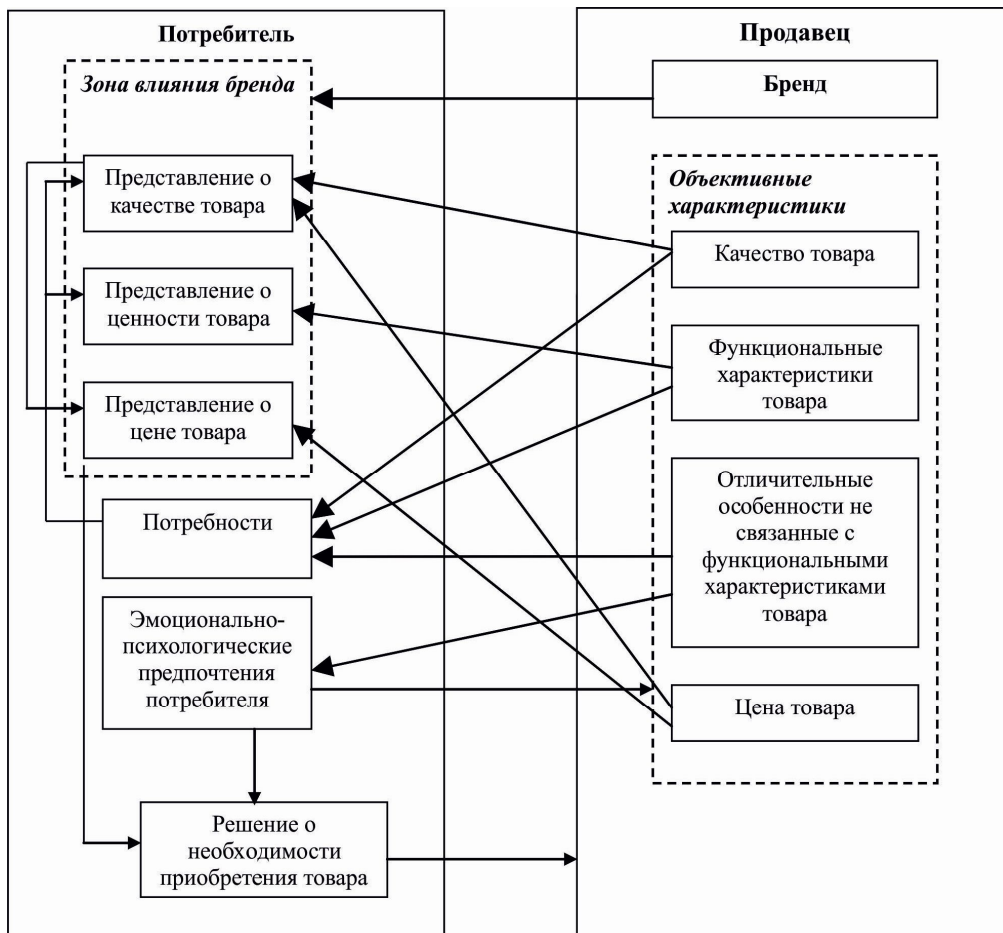 Потребитель
Зона влияния бренда
Представление о
качестве товара
Представление о
ценности товара
Представление о
цене товара
Потребности
Эмоционально-
психологические
предпочтения
потребителя
Решение о
необходимости
приобретения товара
Продавец
Бренд
Объективные
характеристики
Качество товара
Функциональные
характеристики
товара
Отличительные
особенности не
связанные с
функциональными
характеристиками
товара
Цена товара